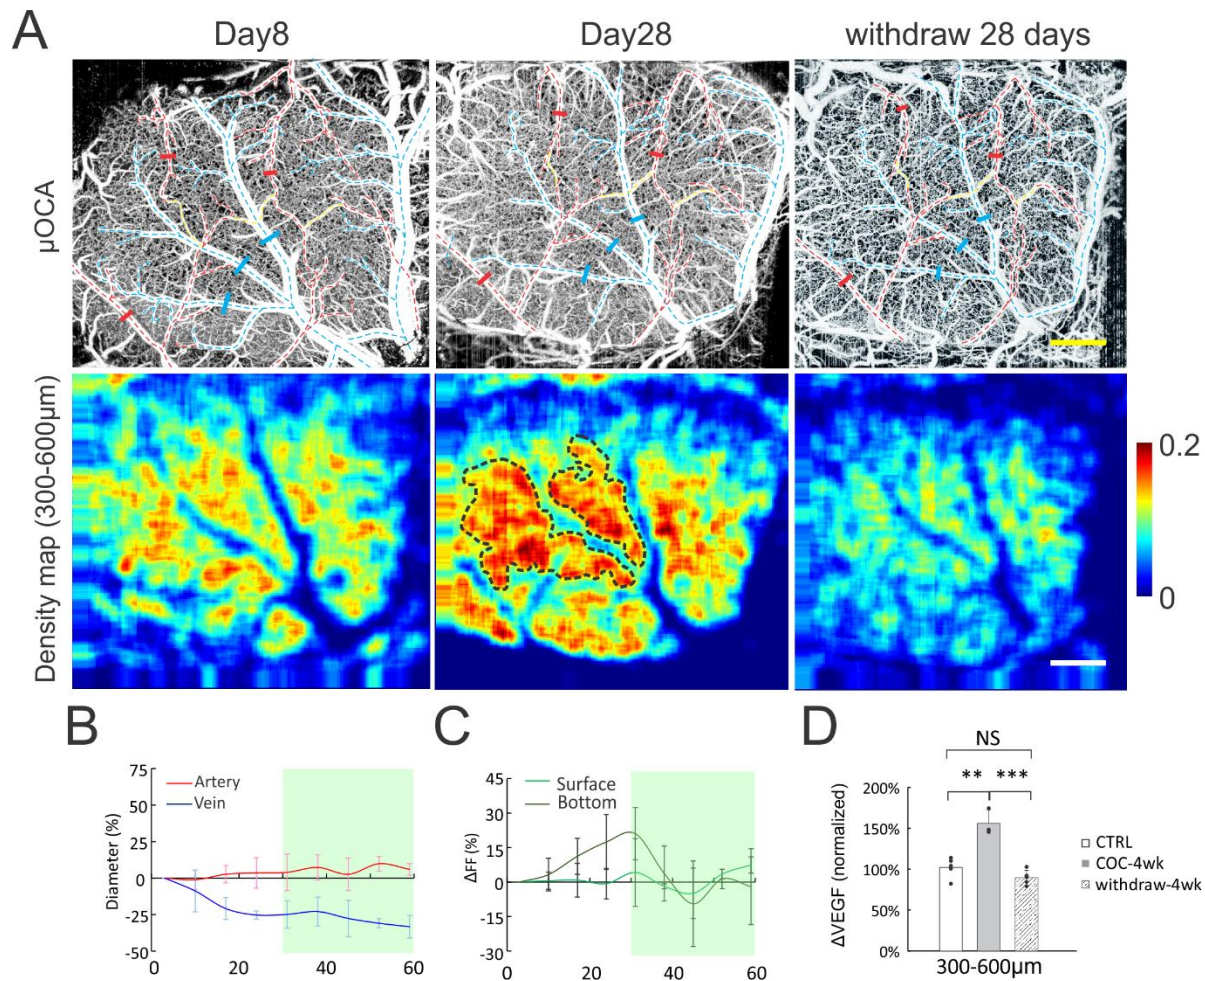 A
Day8
Day28
withdraw 28 days
µOCA
Density map (300-600µm)
0.2
0
B
Diameter (%)
75
50
25
0
-25
-50
Artery
Vein
0
20
40
60
C
ΔFF (%)
45
30
15
0
-15
-30
Surface
Bottom
0
20
40
60
D
NS
** ***
ΔVEGF (normalized)
200%
150%
100%
50%
0%
300-600µm
CTRL
COC-4wk
withdraw-4wk